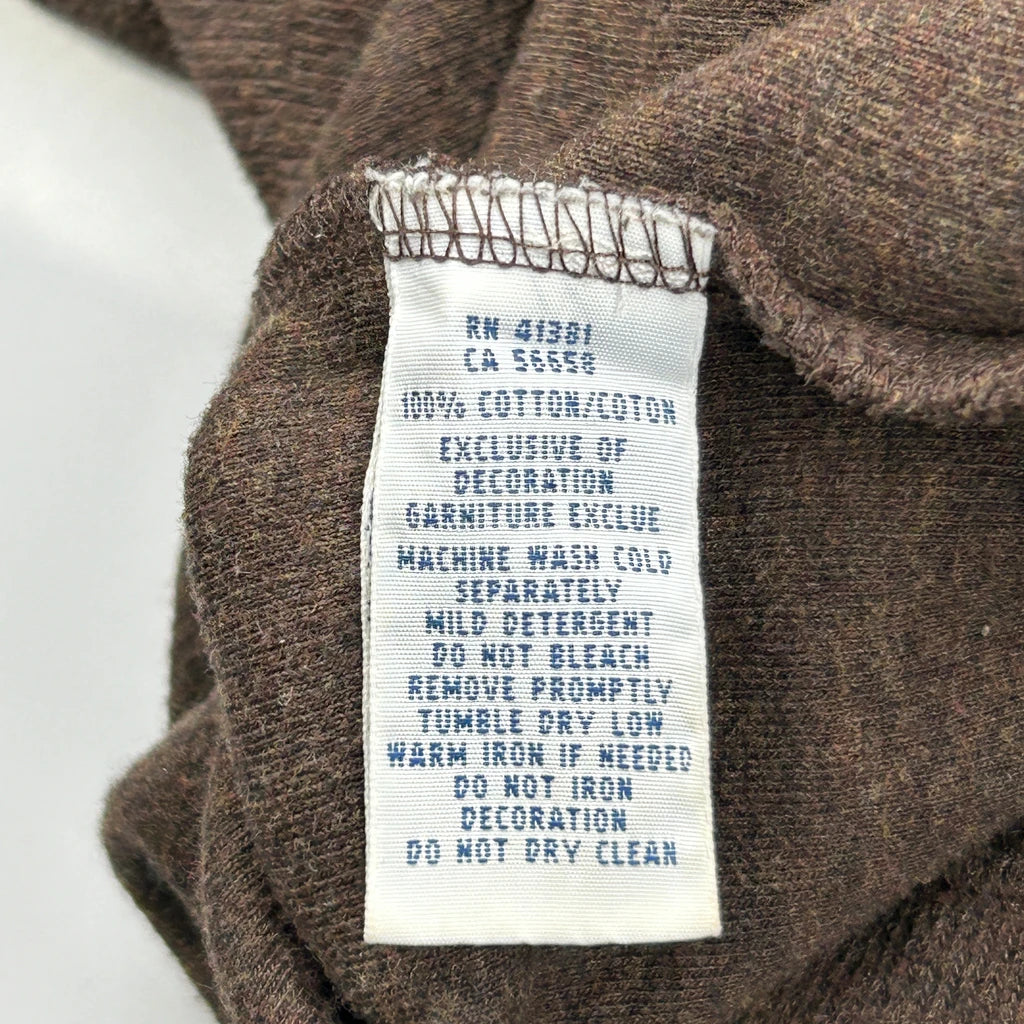 RN 41381
CA 56658
100% COTTON/COTON
EXCLUSIVE OF
DECORATION
GARNITURE EXCLUE
MACHINE WASH COLD
SEPARATELY
MILD DETERGENT
DO NOT BLEACH
REMOVE PROMPTLY
TUMBLE DRY LOW
WARM IRON IF NEEDED
DO NOT IRON
DECORATION
DO NOT DRY CLEAN